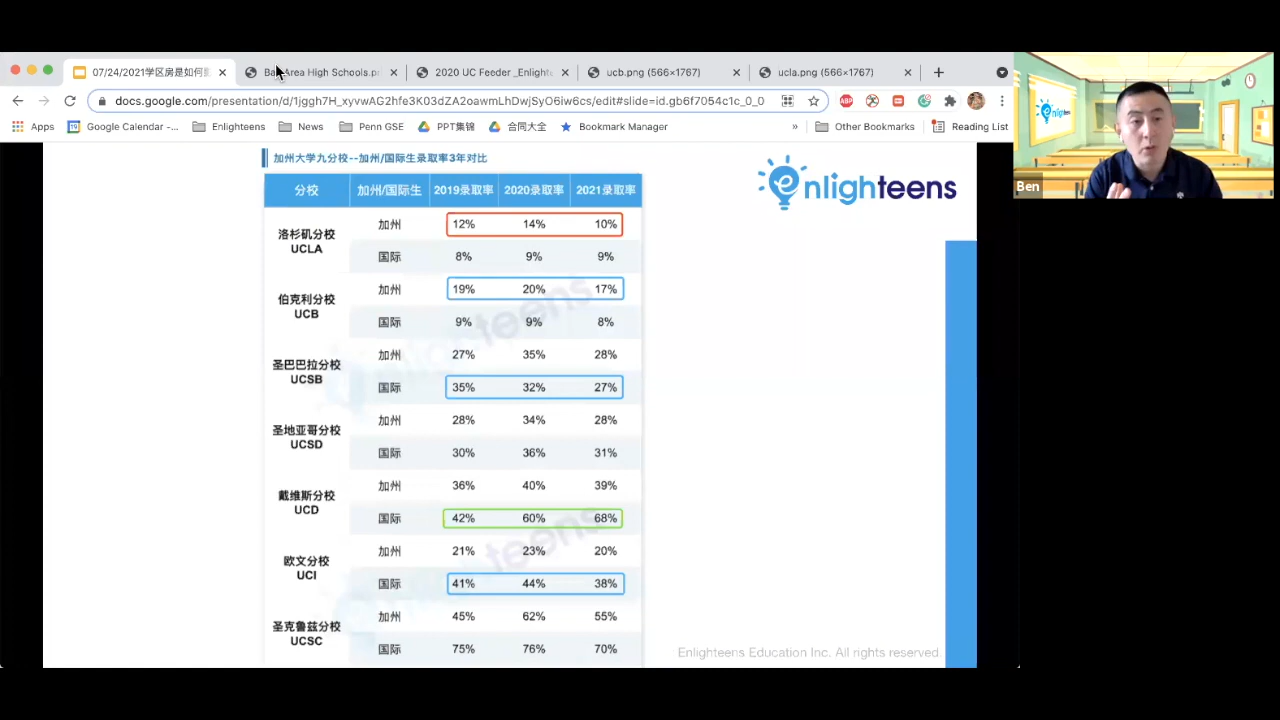 07/24/2021学区房是如何
Bay Area High Schools.p
2020 UC Feeder _Enlight
ucb.png (566×1767)
ucla.png (566×1767)
docs.google.com/presentation/d/1jggh7H_xyvwAG2hfe3K03dZA2oawmLhDwjSyO6iw6cs/edit#slide=id.gb6f7054c1c_0_0
ABP
Apps
19
Google Calendar -...
Enlighteens
News
Penn GSE
PPT集锦
合同大全
Bookmark Manager
»
Other Bookmarks
Reading List
加州大学九分校--加州/国际生录取率3年对比
enlighteens
分校 加州/国际生 2019录取率 2020录取率 2021录取率
洛杉矶分校
UCLA
加州 12% 14% 10%
国际 8% 9% 9%
伯克利分校
UCB
加州 19% 20% 17%
国际 9% 9% 8%
圣巴巴拉分校
UCSB
加州 27% 35% 28%
国际 35% 32% 27%
圣地亚哥分校
UCSD
加州 28% 34% 28%
国际 30% 36% 31%
戴维斯分校
UCD
加州 36% 40% 39%
国际 42% 60% 68%
欧文分校
UCI
加州 21% 23% 20%
国际 41% 44% 38%
圣克鲁兹分校
UCSC
加州 45% 62% 55%
国际 75% 76% 70%
Enlighteens Education Inc. All rights reserved
Ben